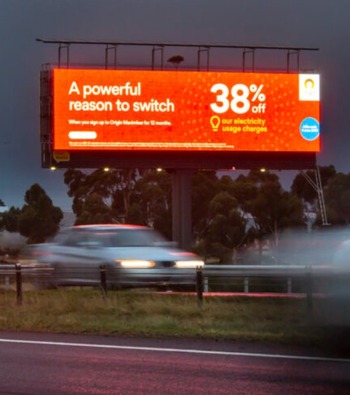 A powerful
reason to switch
38% off
our electricity
usage charges
When you sign up to Origin Maximiser for 12 months.